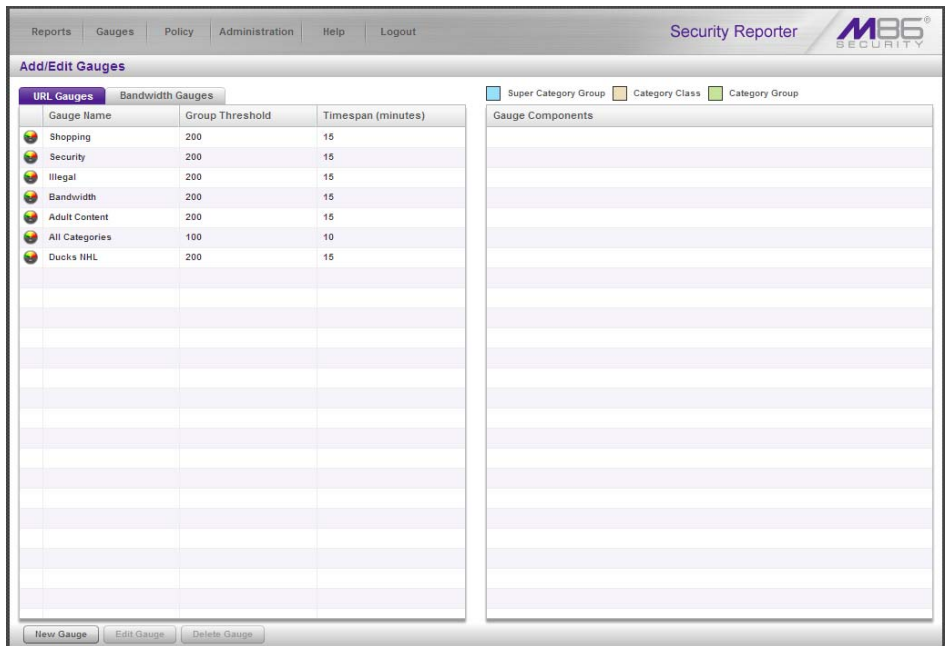 Reports Gauges Policy Administration Help Logout Security Reporter M86® SECURITY
Add/Edit Gauges
URL Gauges Bandwidth Gauges Super Category Group Category Class Category Group
Gauge Name Group Threshold Timespan (minutes) Gauge Components
Shopping 200 15
Security 200 15
Illegal 200 15
Bandwidth 200 15
Adult Content 200 15
All Categories 100 10
Ducks NHL 200 15
New Gauge Edit Gauge Delete Gauge